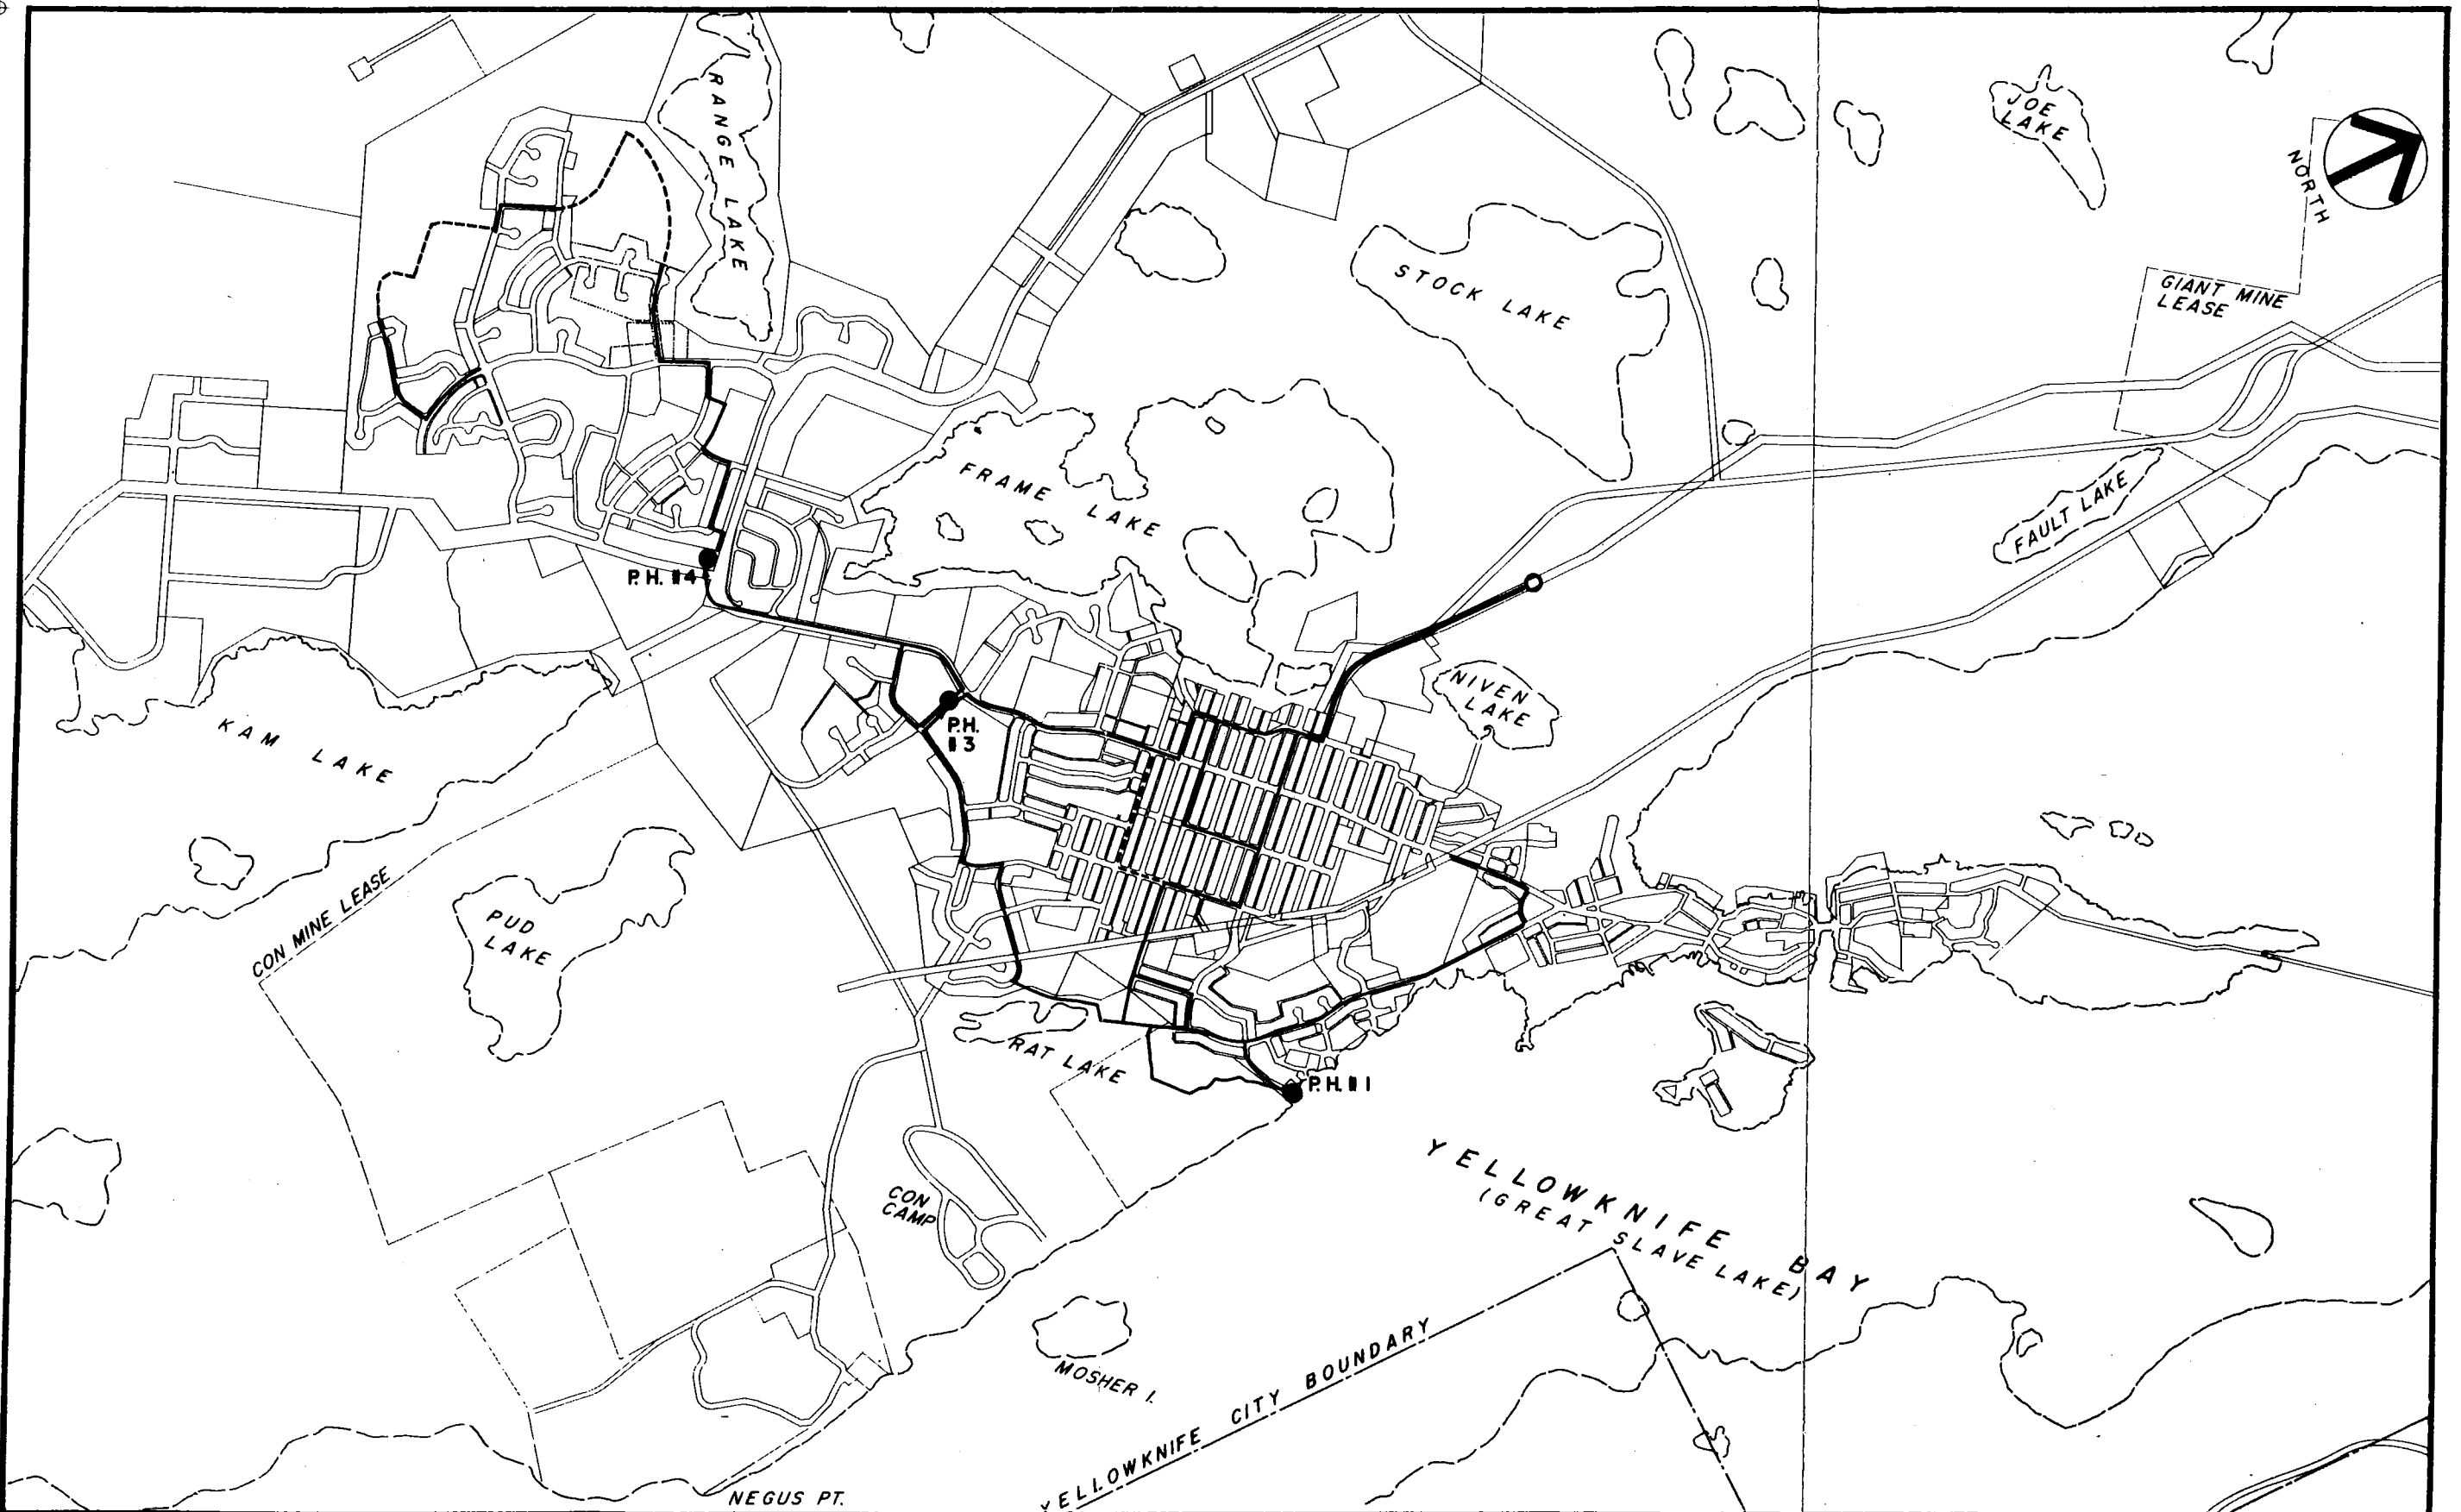 RANGE LAKE
JOE
LAKE
NORTH
STOCK LAKE
GIANT MINE
LEASE
FRAME LAKE
FAULT LAKE
P.H. #4
NIVEN
LAKE
P.H.
#3
KAM LAKE
CON MINE LEASE
PUD
LAKE
RAT LAKE
P.H. #1
YELLOWKNIFE BAY
(GREAT SLAVE LAKE)
CON
CAMP
MOSHER I.
YELLOWKNIFE CITY BOUNDARY
NEGUS PT.